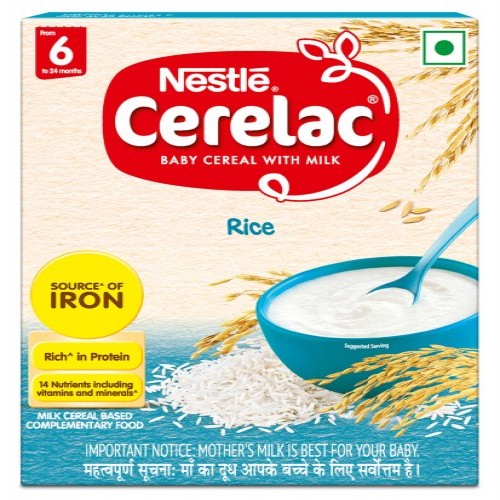 From
6
to 24 months
Nestlé®
Cerelac®
BABY CEREAL WITH MILK
Rice
SOURCE^ OF
IRON
Rich^ in Protein
14 Nutrients including
vitamins and minerals^
Suggested Serving
MILK CEREAL BASED
COMPLEMENTARY FOOD
IMPORTANT NOTICE: MOTHER'S MILK IS BEST FOR YOUR BABY.
महत्वपूर्ण सूचना: माँ का दूध आपके बच्चे के लिए सर्वोत्तम है।